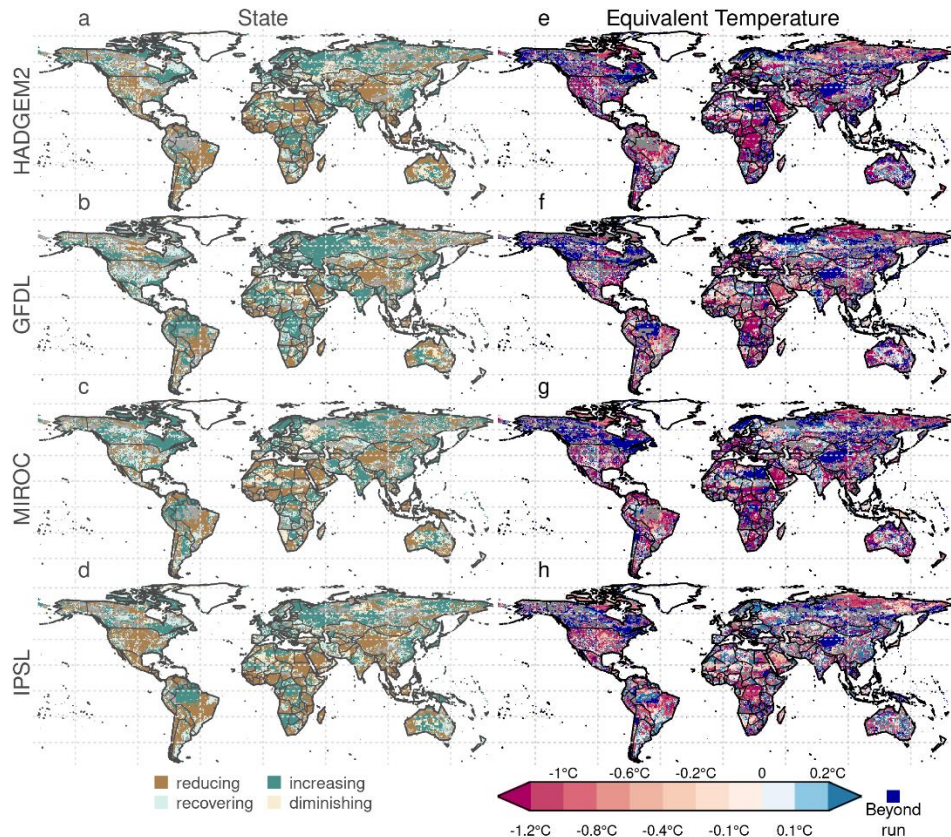 State
Equivalent Temperature
a
e
HADGEM2
b
f
GFDL
c
g
MIROC
d
h
IPSL
reducing
increasing
recovering
diminishing
-1°C
-0.6°C
-0.2°C
0
0.2°C
-1.2°C
-0.8°C
-0.4°C
-0.1°C
0.1°C
Beyond
run